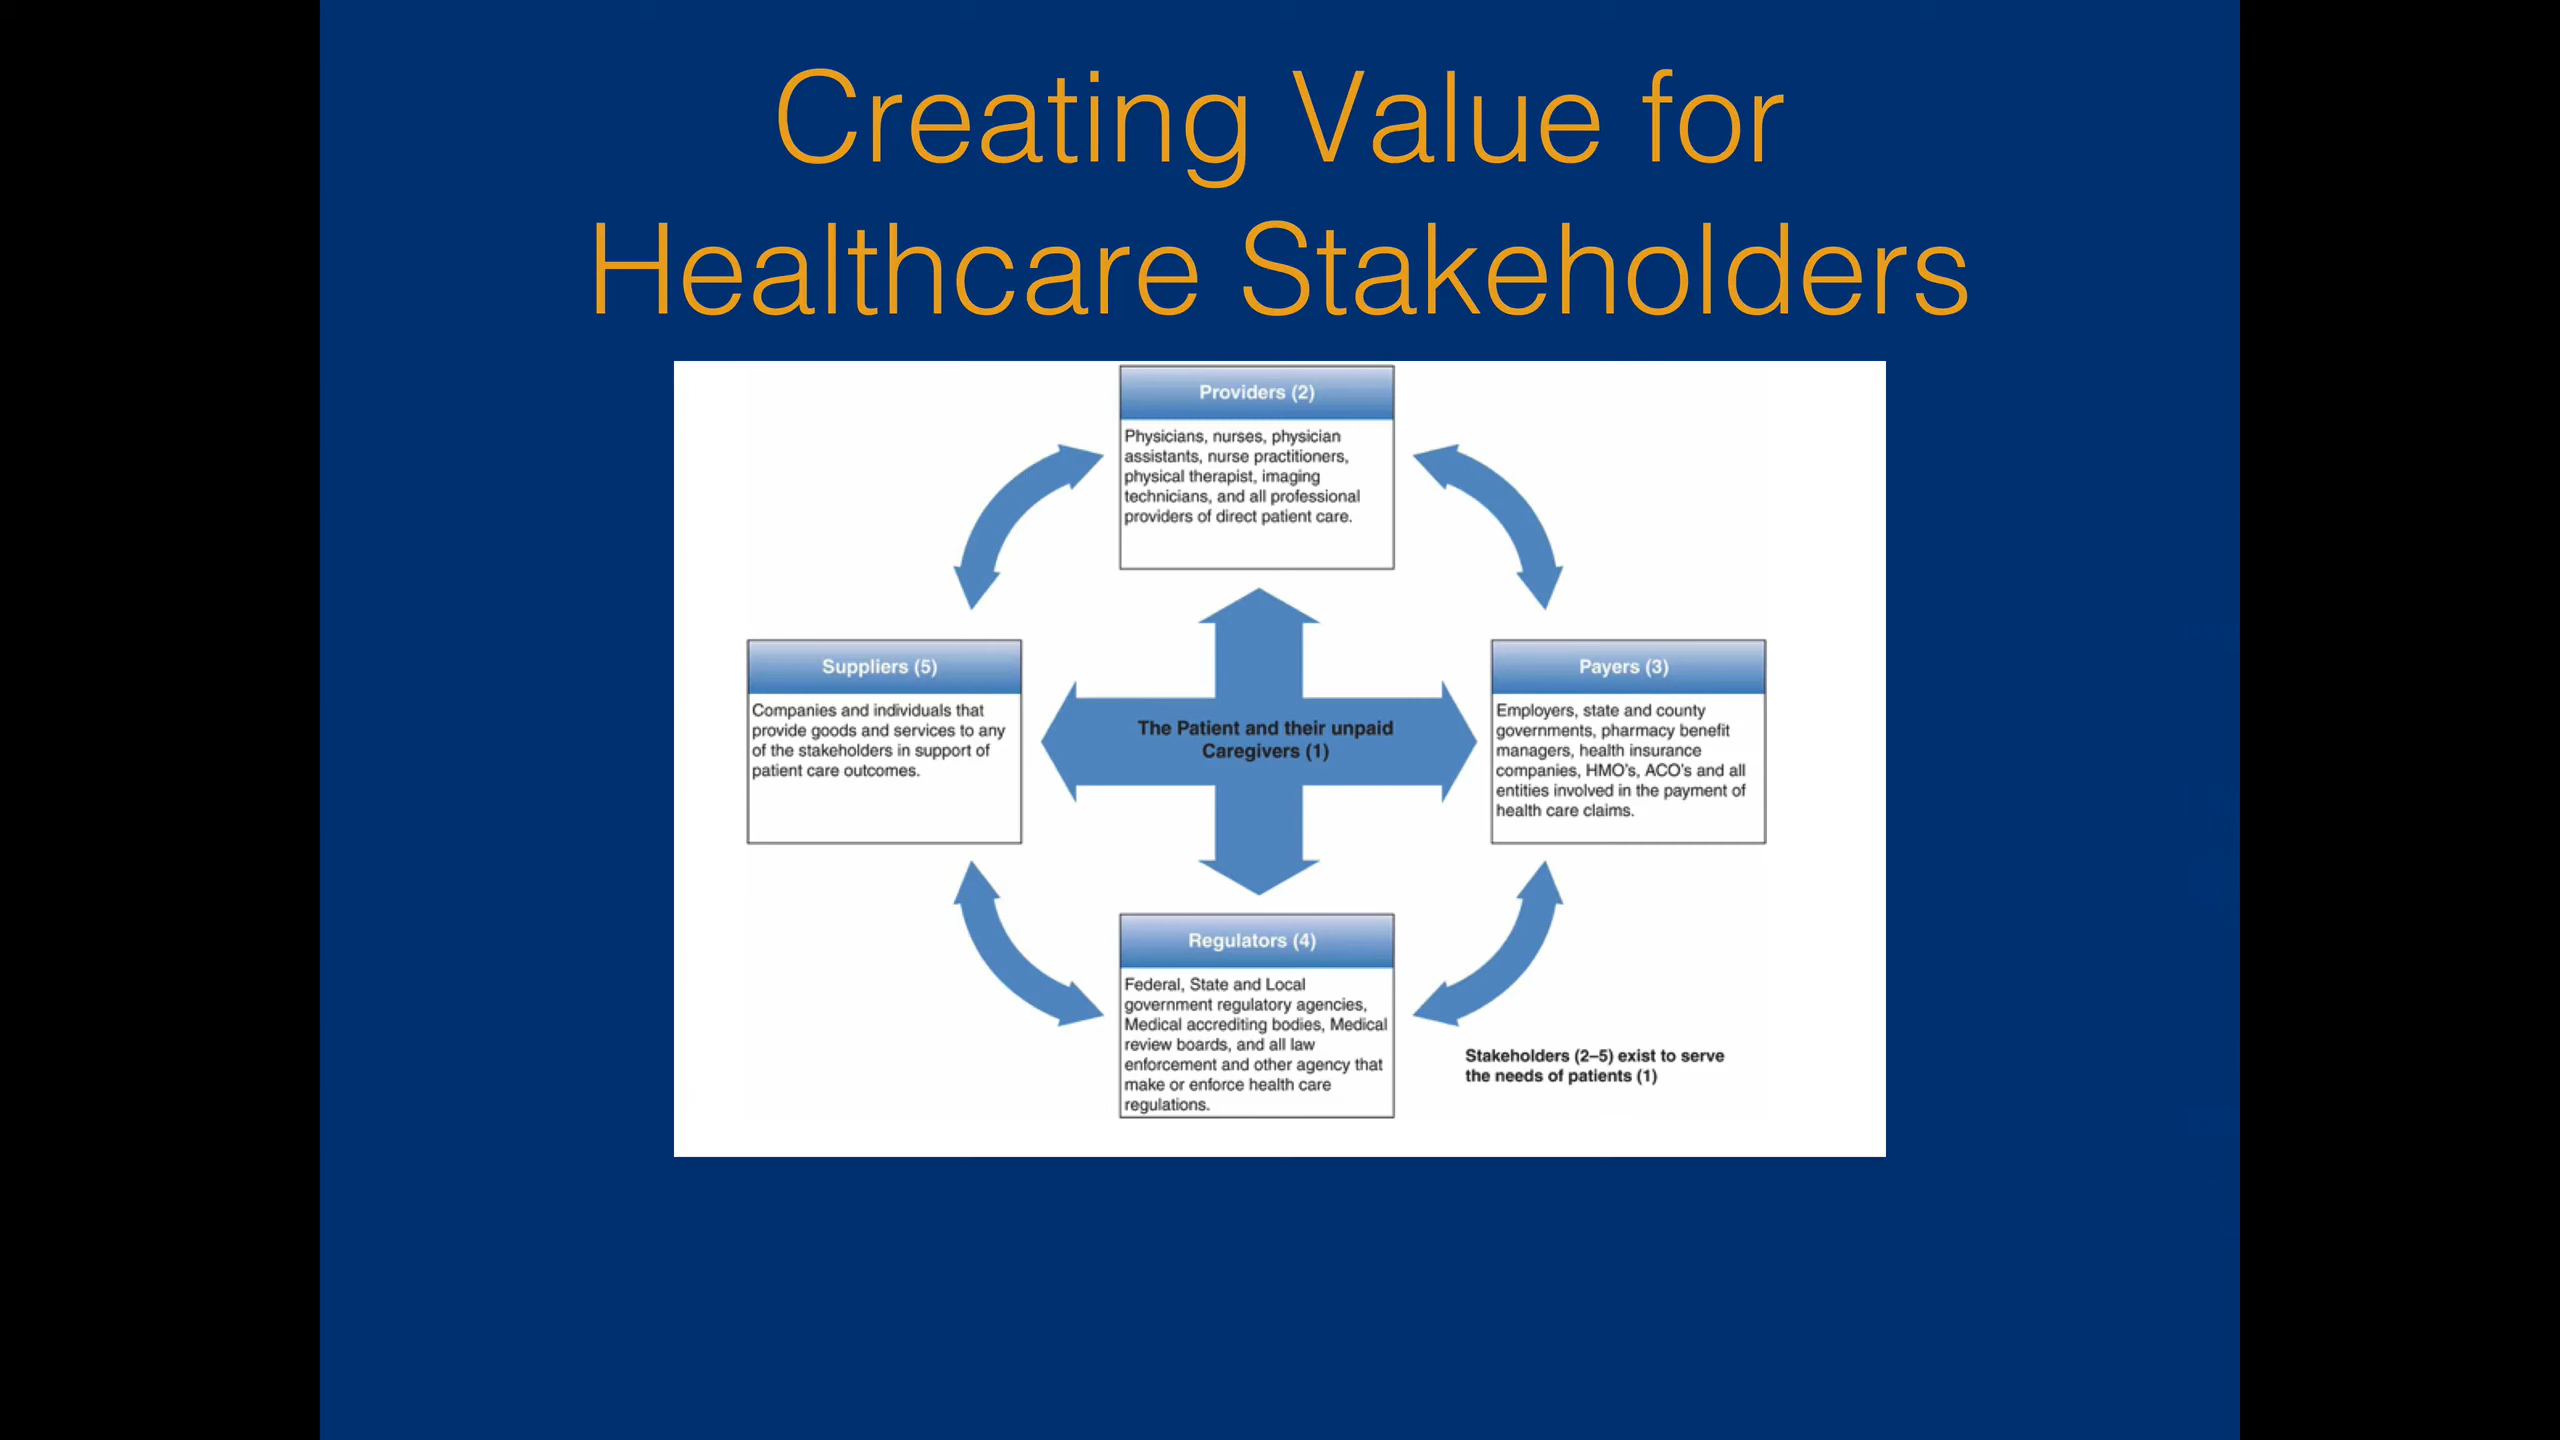 Creating Value for
Healthcare Stakeholders
Providers (2)
Physicians, nurses, physician
assistants, nurse practitioners,
physical therapist, imaging
technicians, and all professional
providers of direct patient care.
Suppliers (5)
Companies and individuals that
provide goods and services to any
of the stakeholders in support of
patient care outcomes.
The Patient and their unpaid
Caregivers (1)
Payers (3)
Employers, state and county
governments, pharmacy benefit
managers, health insurance
companies, HMO's, ACO's and all
entities involved in the payment of
health care claims.
Regulators (4)
Federal, State and Local
government regulatory agencies,
Medical accrediting bodies, Medical
review boards, and all law
enforcement and other agency that
make or enforce health care
regulations.
Stakeholders (2–5) exist to serve
the needs of patients (1)